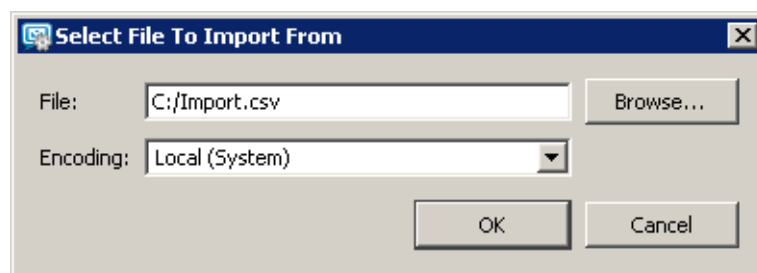 Select File To Import From
File: C:/Import.csv Browse...
Encoding: Local (System)
OK Cancel